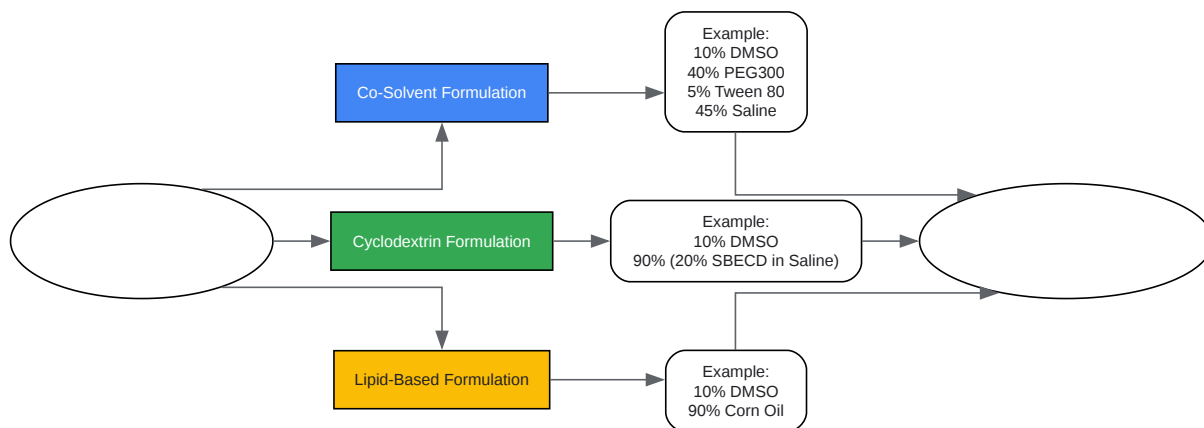 Co-Solvent Formulation
Example:
10% DMSO
40% PEG300
5% Tween 80
45% Saline
Cyclodextrin Formulation
Example:
10% DMSO
90% (20% SBECD in Saline)
Lipid-Based Formulation
Example:
10% DMSO
90% Corn Oil